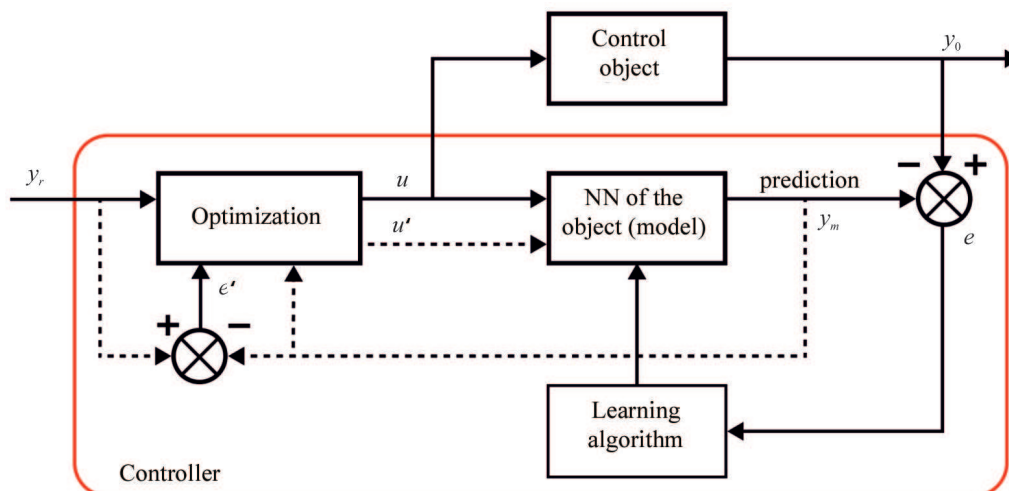 Control
object
y₀
yᵣ
u
Optimization
u'
NN of the
object (model)
prediction
yₘ
− +
e
e'
+ −
Learning
algorithm
Controller